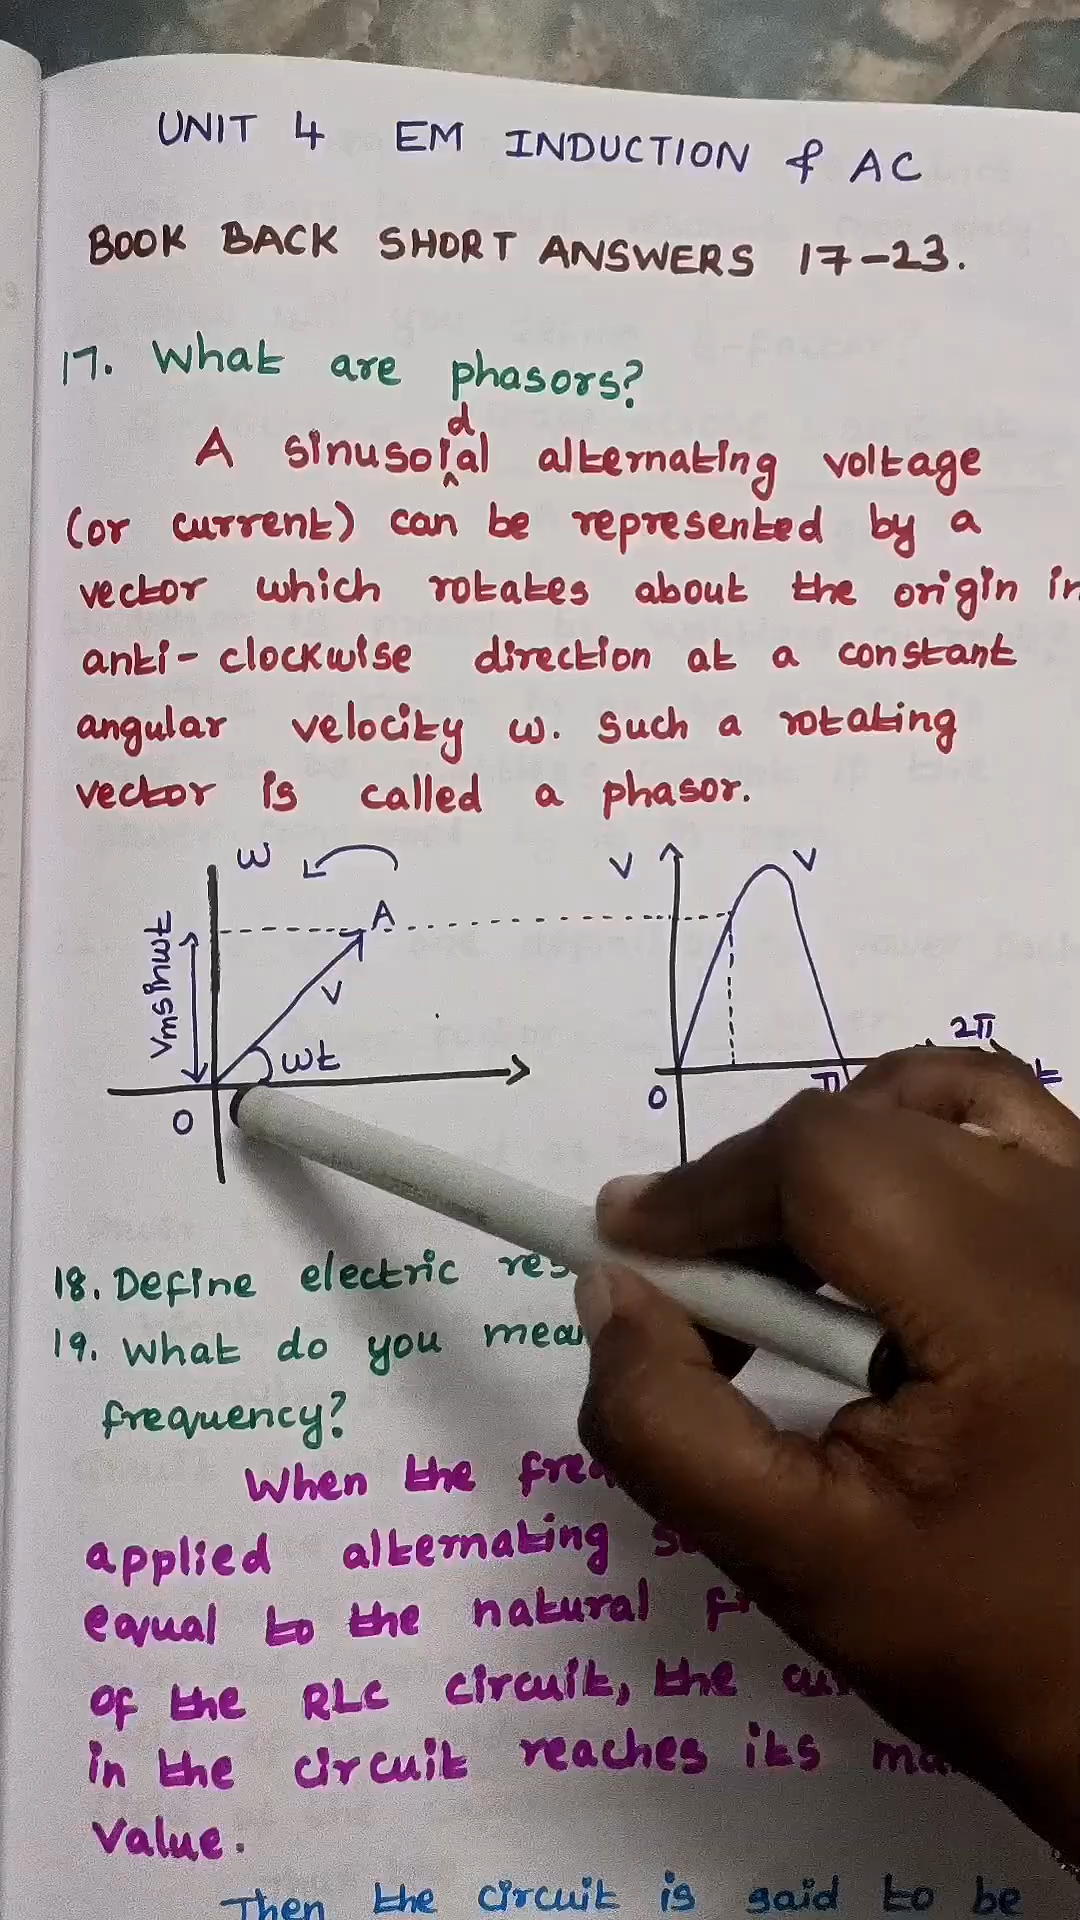 UNIT 4 EM INDUCTION & AC
BOOK BACK SHORT ANSWERS 17-23.
17. What are phasors?
A sinusoidal alternating voltage
(or current) can be represented by a
vector which rotates about the origin in
anti-clockwise direction at a constant
angular velocity ω. Such a rotating
vector is called a phasor.
ω
V V
A
Vmsinωt
V
ωt
2π
O O π t
18. Define electric
19. What do you
frequency?
When the
applied alternating
equal to the natural
of the RLC circuit, the
in the circuit reaches its
value.
Then the circuit is said to be